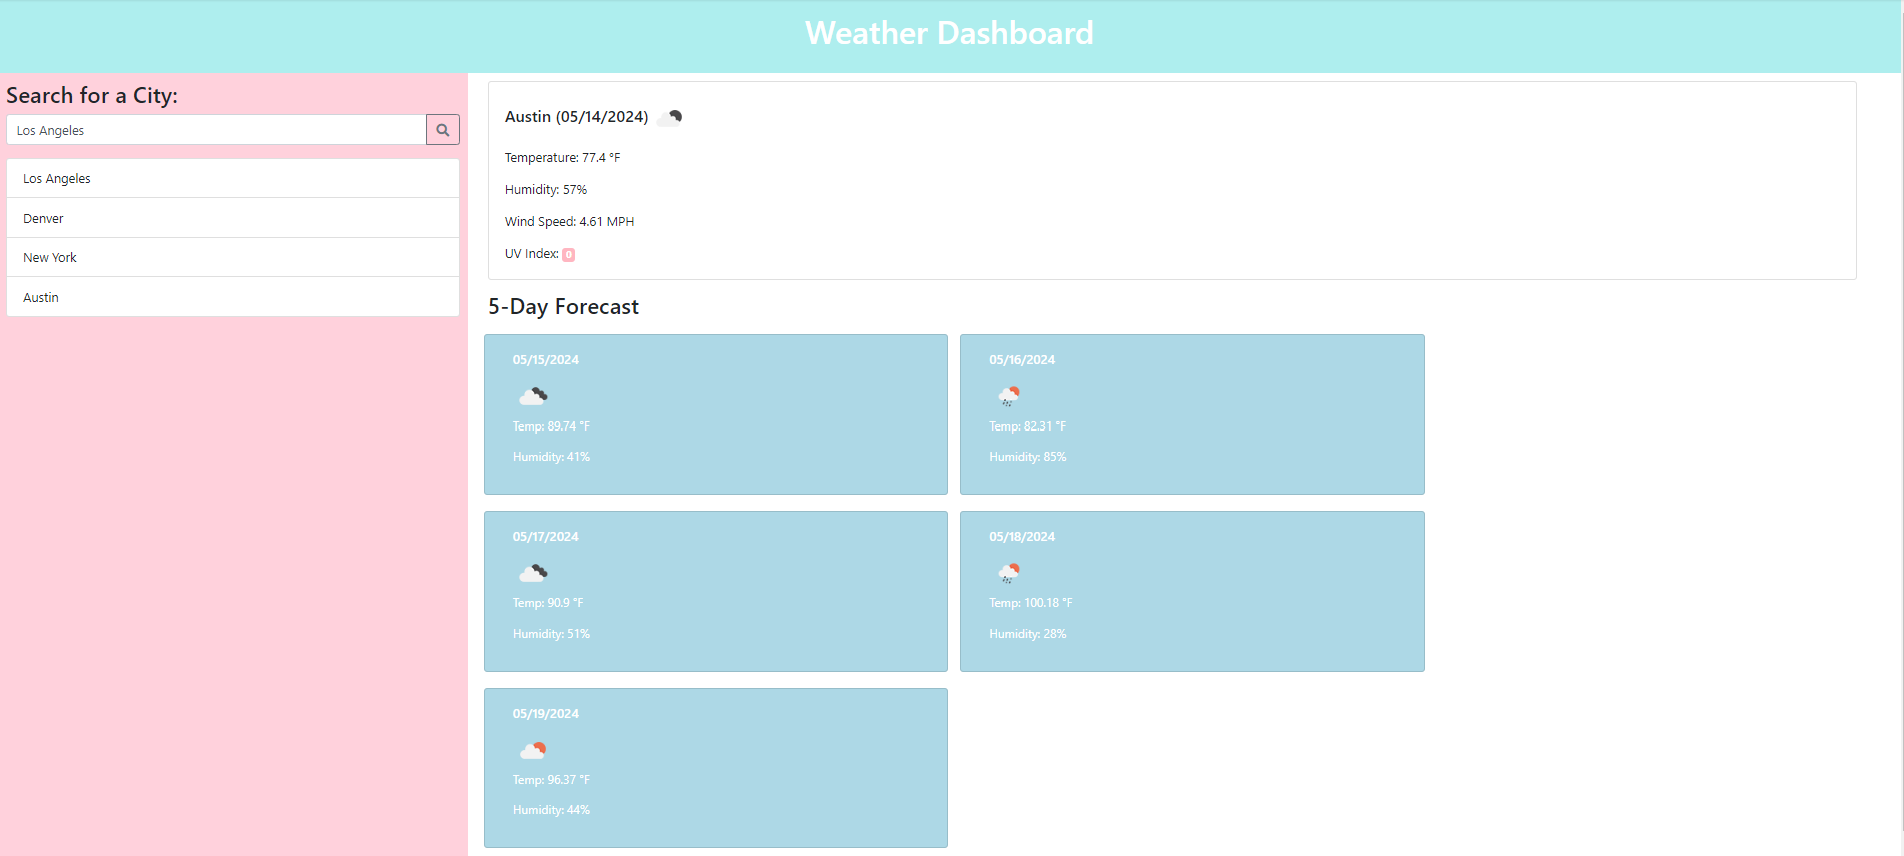 Weather Dashboard
Search for a City:
Los Angeles
Los Angeles
Denver
New York
Austin
Austin (05/14/2024)
Temperature: 77.4 °F
Humidity: 57%
Wind Speed: 4.61 MPH
UV Index: 0
5-Day Forecast
05/15/2024
Temp: 89.74 °F
Humidity: 41%
05/16/2024
Temp: 82.31 °F
Humidity: 85%
05/17/2024
Temp: 90.9 °F
Humidity: 51%
05/18/2024
Temp: 100.18 °F
Humidity: 28%
05/19/2024
Temp: 96.37 °F
Humidity: 44%